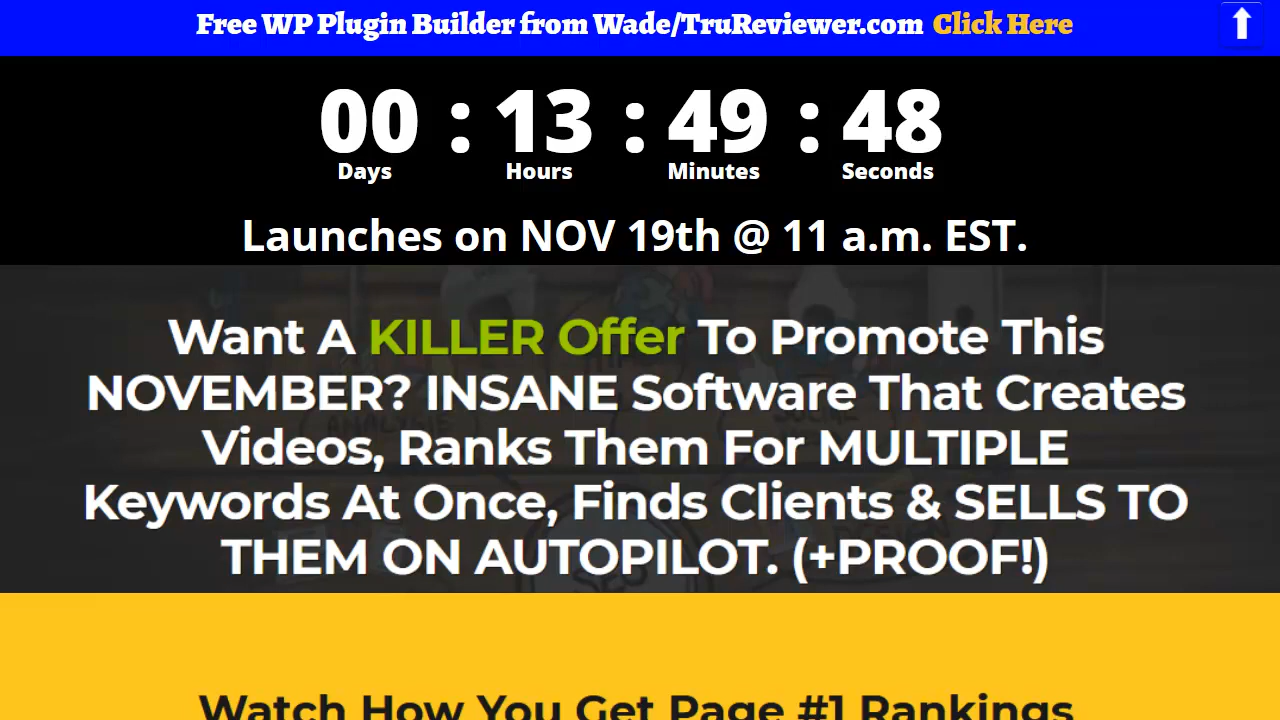 Free WP Plugin Builder from Wade/TruReviewer.com Click Here
00 : 13 : 49 : 48
Days Hours Minutes Seconds
Launches on NOV 19th @ 11 a.m. EST.
Want A KILLER Offer To Promote This
NOVEMBER? INSANE Software That Creates
Videos, Ranks Them For MULTIPLE
Keywords At Once, Finds Clients & SELLS TO
THEM ON AUTOPILOT. (+PROOF!)
Watch How You Get Page #1 Rankings